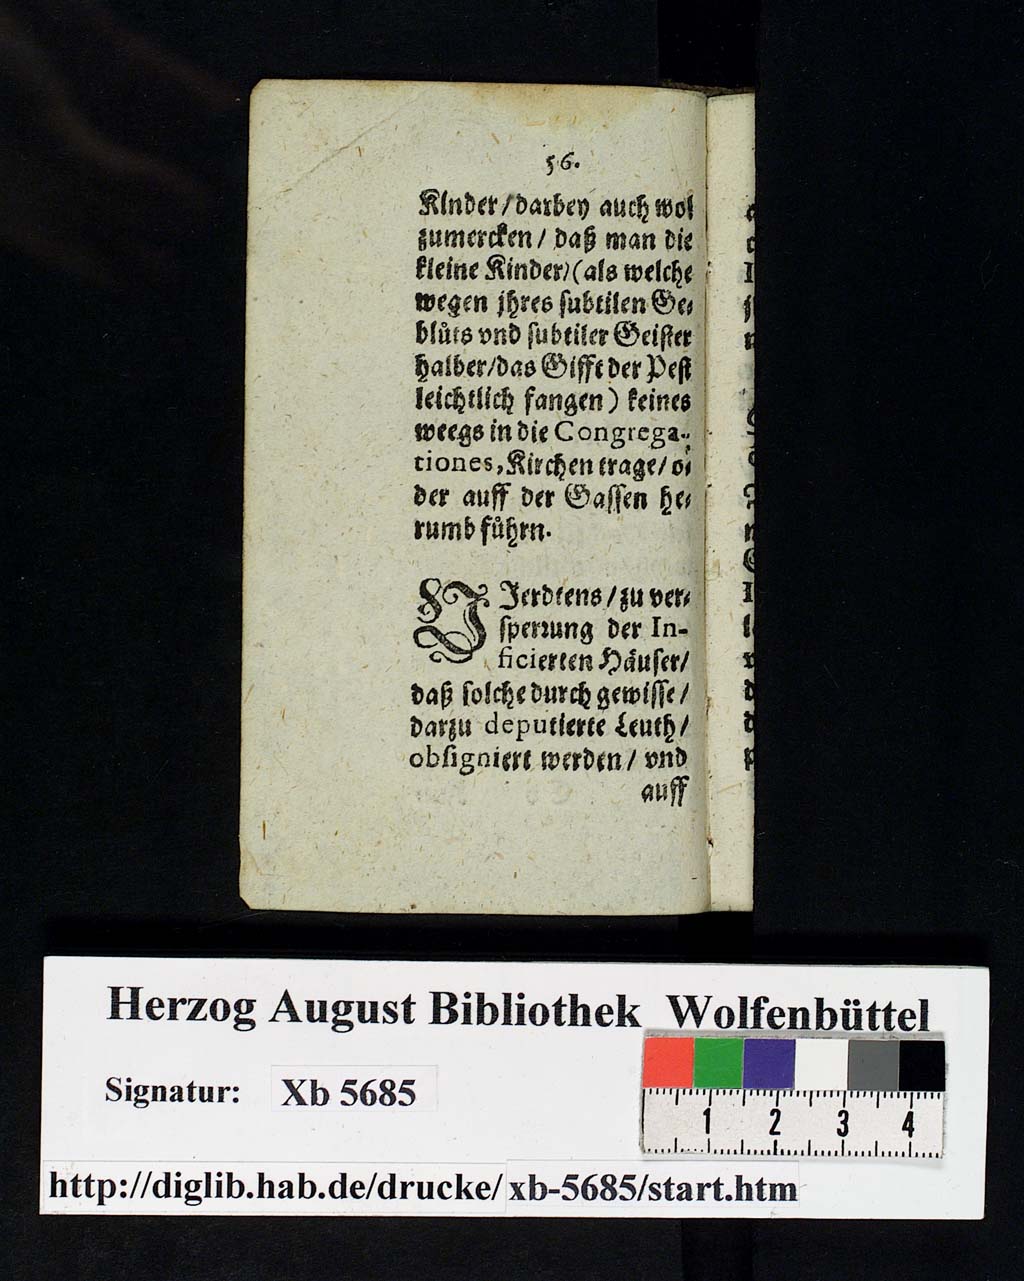 56.
Kinder / darbey auch wol
zumercken / daß man die
kleine Kinder / (als welche
wegen jhres subtilen Ge-
blůts vnd subtiler Geister
halber / das Gifft der Pest
leichtlich fangen) keines
weegs in die Congrega-
tiones, Kirchen trage / o-
der auff der Gassen he-
rumb fůhrn.
VJerdtens / zu ver-
sperꝛung der In-
ficierten Häuser /
daß solche durch gewisse /
darzu deputierte Leuth /
obsigniert werden / vnd
auff
Herzog August Bibliothek Wolfenbüttel
Signatur: Xb 5685
1 2 3 4
http://diglib.hab.de/drucke/xb-5685/start.htm